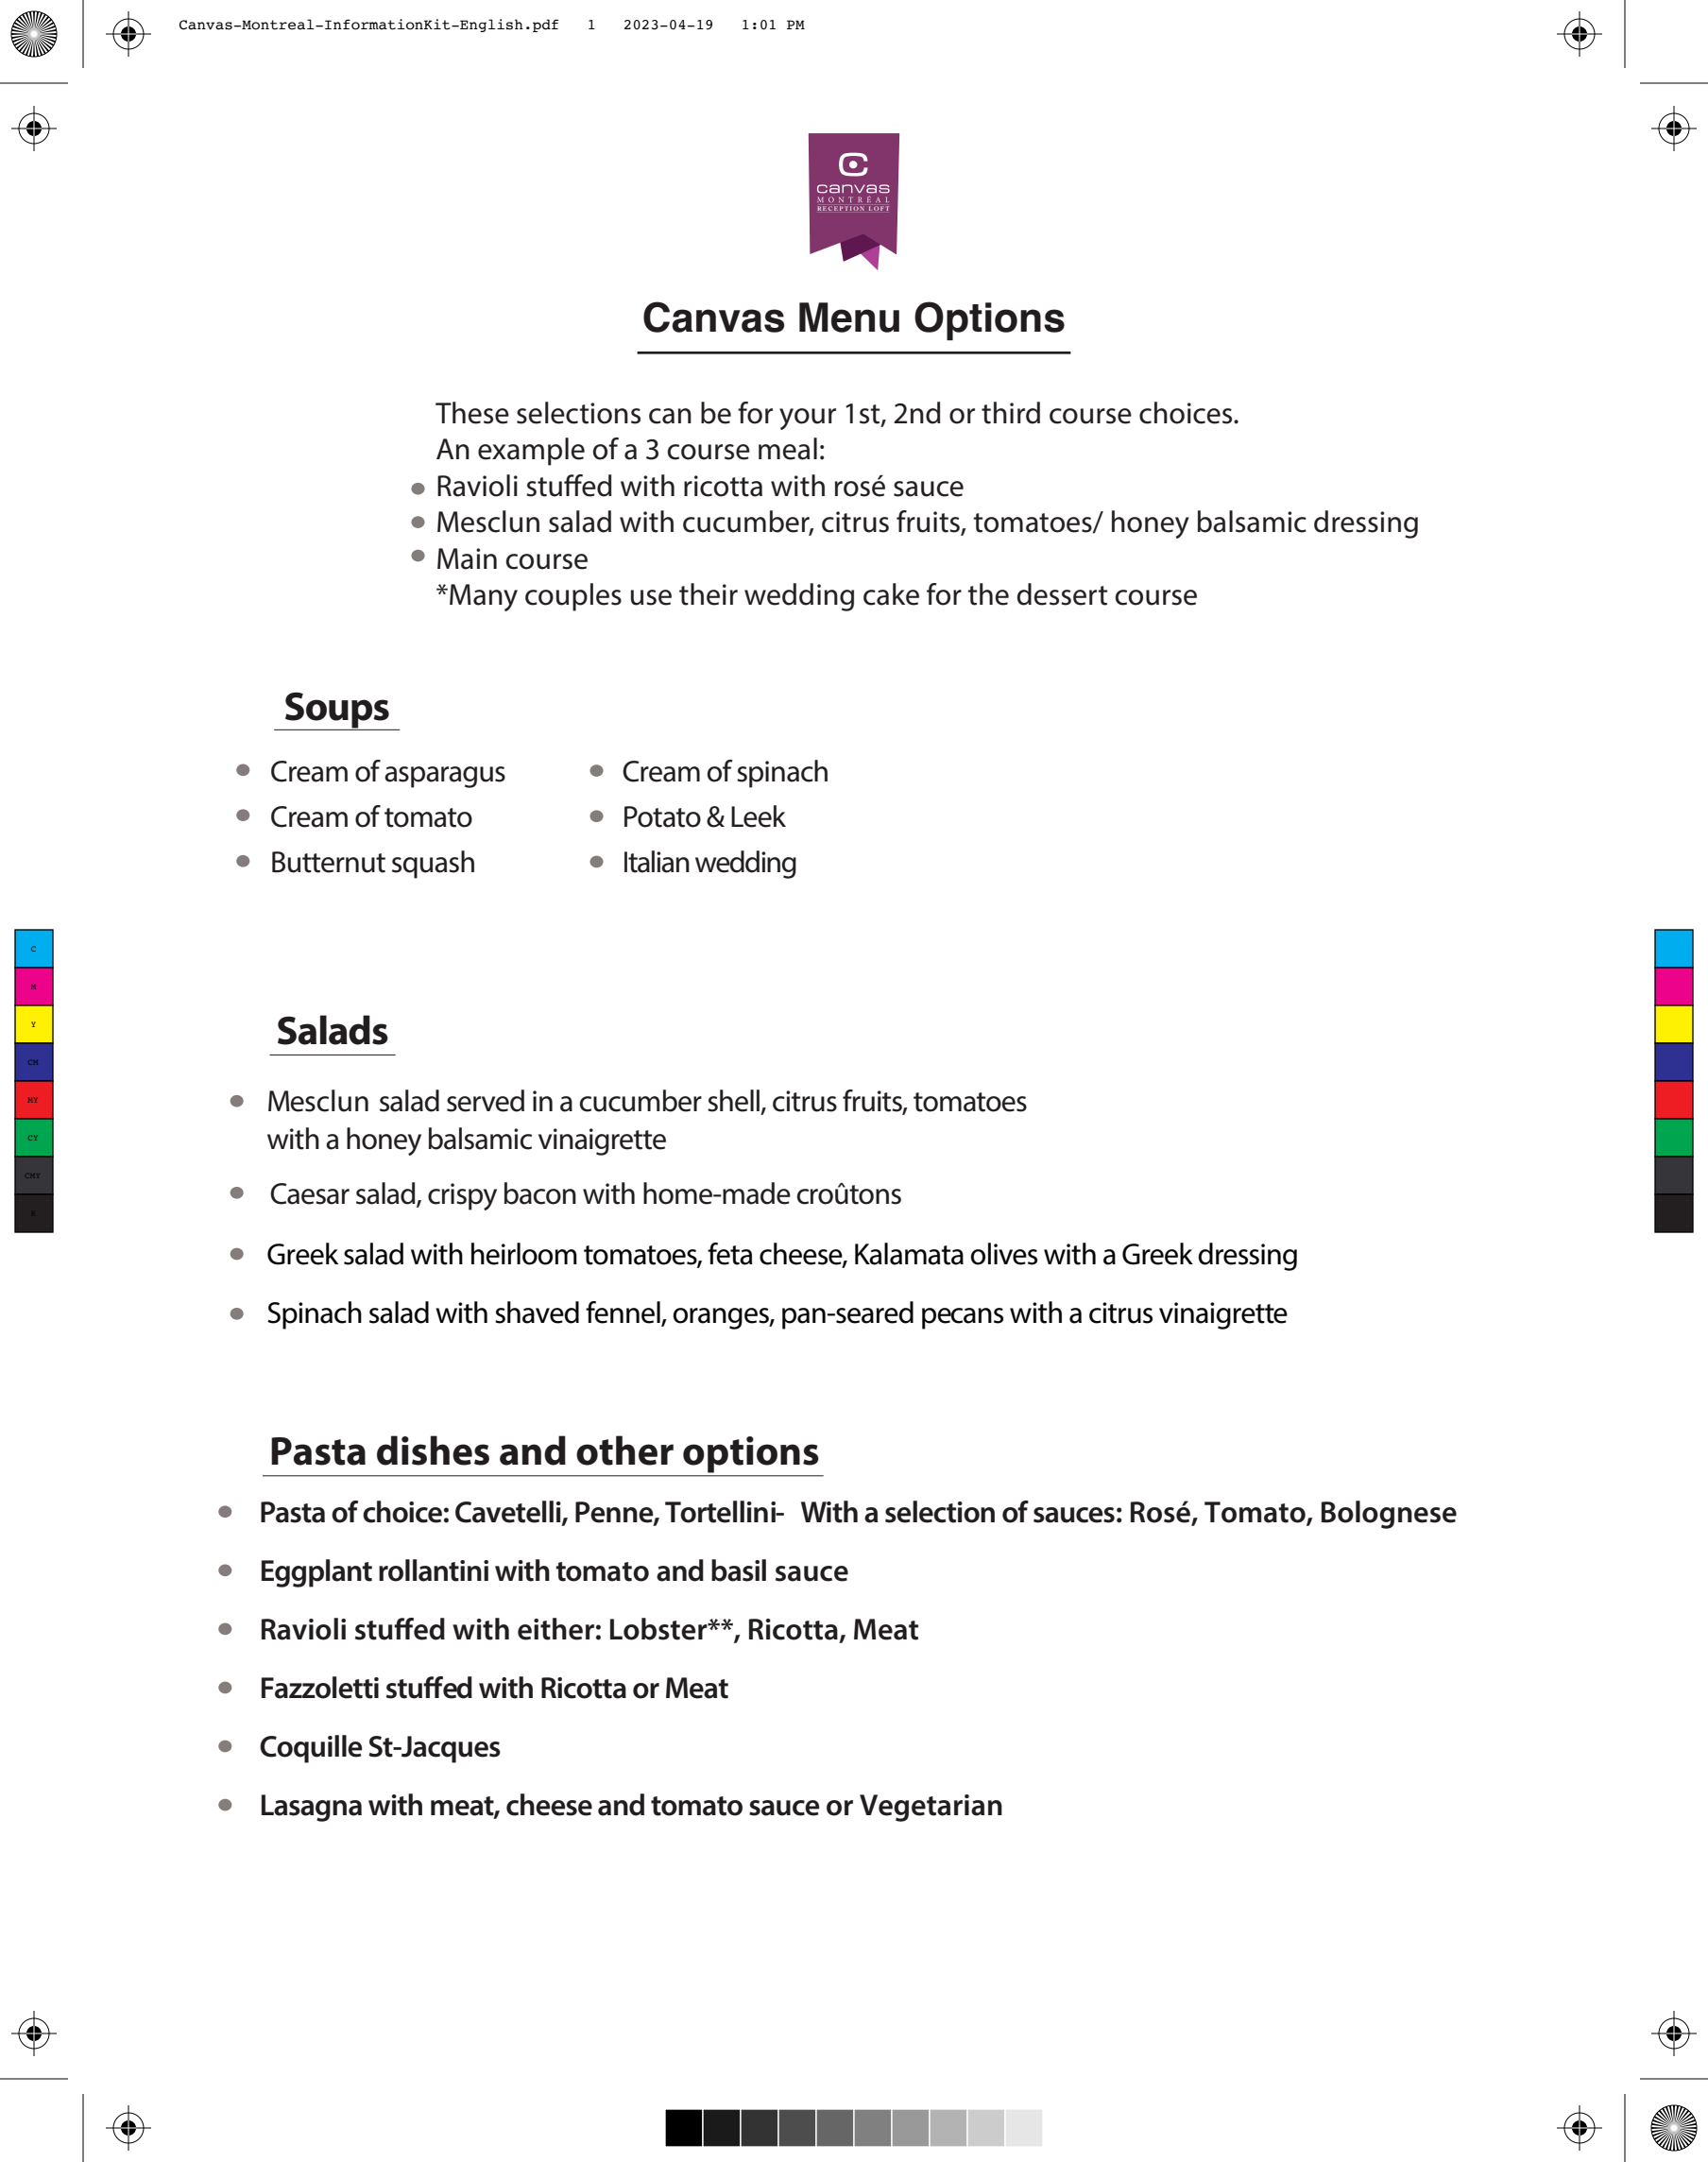 Canvas-Montreal-InformationKit-English.pdf 1 2023-04-19 1:01 PM
canvas
MONTRÉAL
RECEPTION LOFT
Canvas Menu Options
These selections can be for your 1st, 2nd or third course choices.
An example of a 3 course meal:
Ravioli stuffed with ricotta with rosé sauce
Mesclun salad with cucumber, citrus fruits, tomatoes/ honey balsamic dressing
Main course
*Many couples use their wedding cake for the dessert course
Soups
Cream of asparagus
Cream of tomato
Butternut squash
Cream of spinach
Potato & Leek
Italian wedding
C
M
Y
CM
MY
CY
CMY
K
Salads
Mesclun salad served in a cucumber shell, citrus fruits, tomatoes
with a honey balsamic vinaigrette
Caesar salad, crispy bacon with home-made croûtons
Greek salad with heirloom tomatoes, feta cheese, Kalamata olives with a Greek dressing
Spinach salad with shaved fennel, oranges, pan-seared pecans with a citrus vinaigrette
Pasta dishes and other options
Pasta of choice: Cavetelli, Penne, Tortellini- With a selection of sauces: Rosé, Tomato, Bolognese
Eggplant rollantini with tomato and basil sauce
Ravioli stuffed with either: Lobster**, Ricotta, Meat
Fazzoletti stuffed with Ricotta or Meat
Coquille St-Jacques
Lasagna with meat, cheese and tomato sauce or Vegetarian